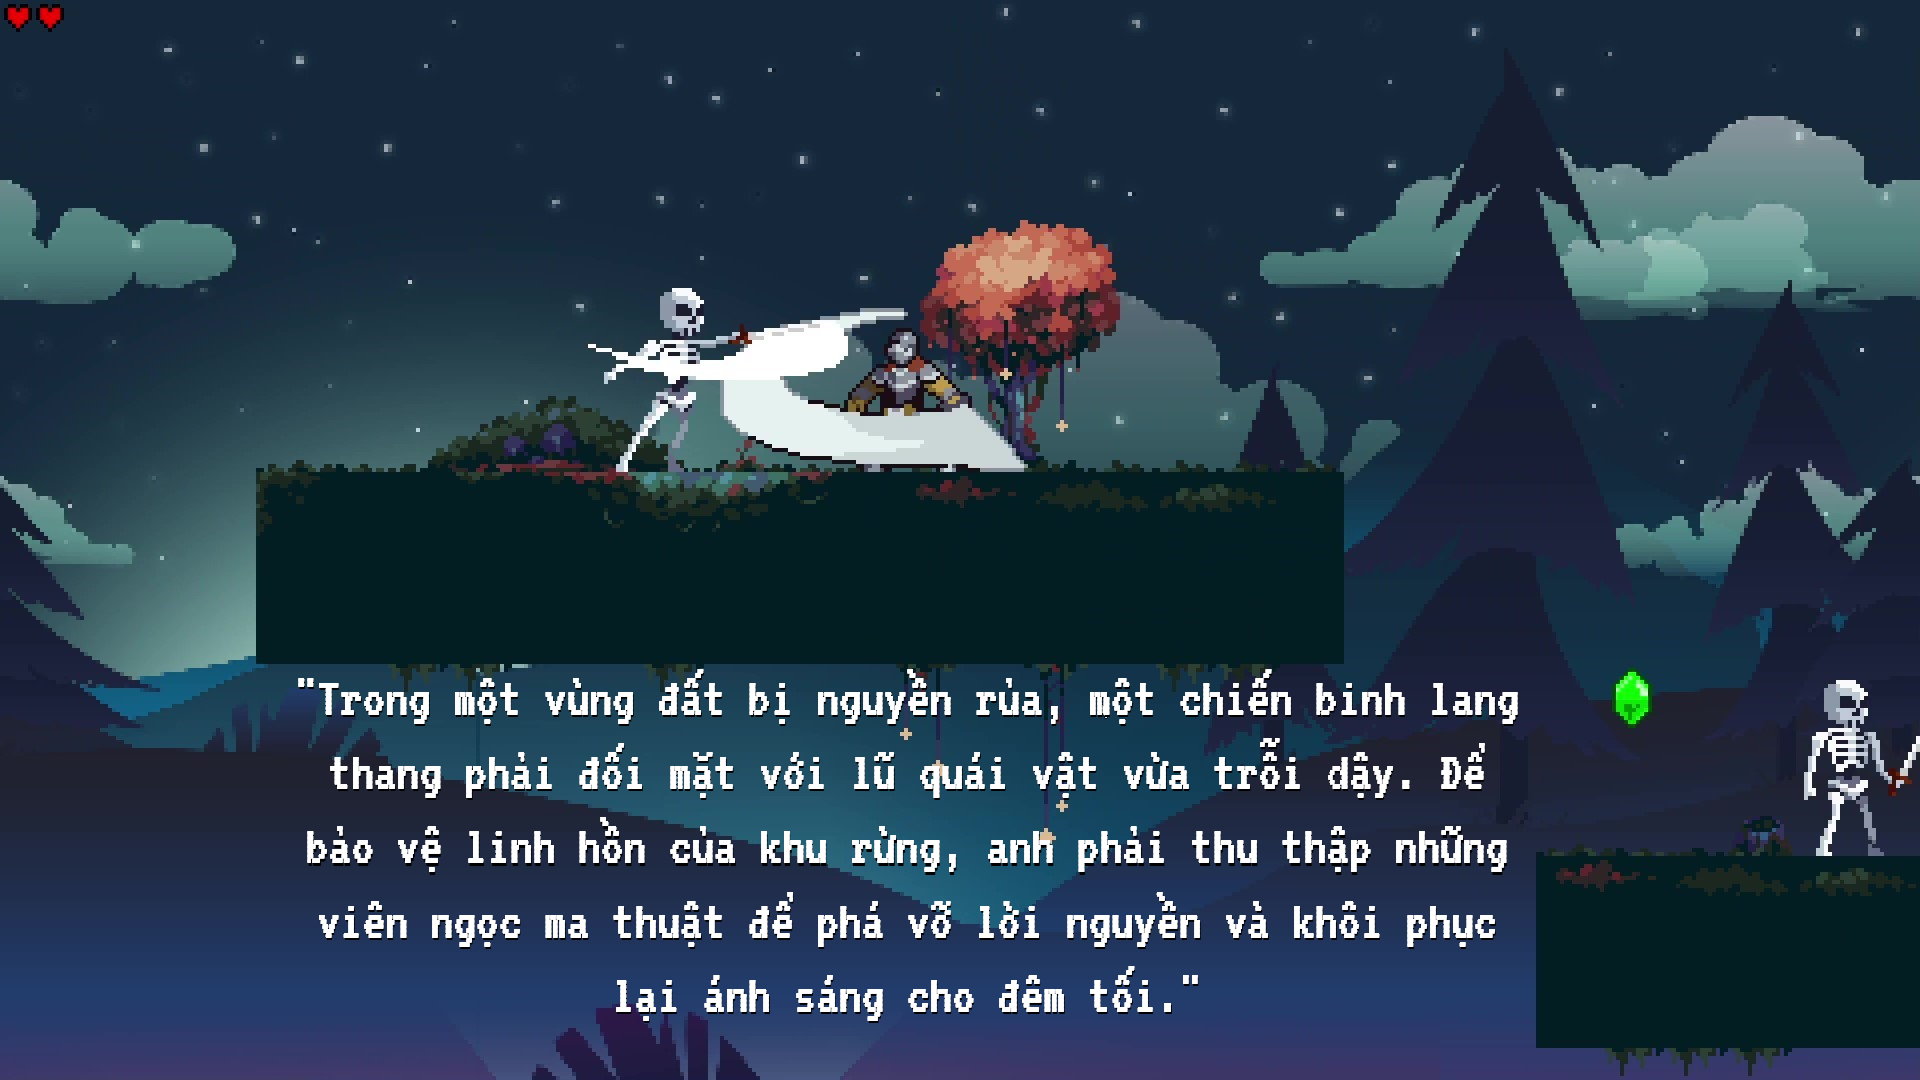 "Trong một vùng đất bị nguyền rủa, một chiến binh lang
thang phải đối mặt với lũ quái vật vừa trỗi dậy. Để
bảo vệ linh hồn của khu rừng, anh phải thu thập những
viên ngọc ma thuật để phá vỡ lời nguyền và khôi phục
lại ánh sáng cho đêm tối."